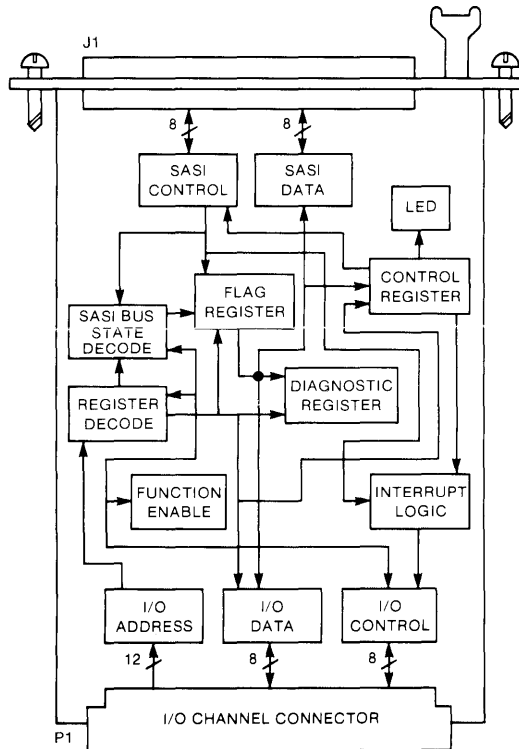 J1
8
8
SASI
CONTROL
SASI
DATA
LED
FLAG
REGISTER
CONTROL
REGISTER
SASI BUS
STATE
DECODE
DIAGNOSTIC
REGISTER
REGISTER
DECODE
FUNCTION
ENABLE
INTERRUPT
LOGIC
I/O
ADDRESS
I/O
DATA
I/O
CONTROL
12
8
8
I/O CHANNEL CONNECTOR
P1